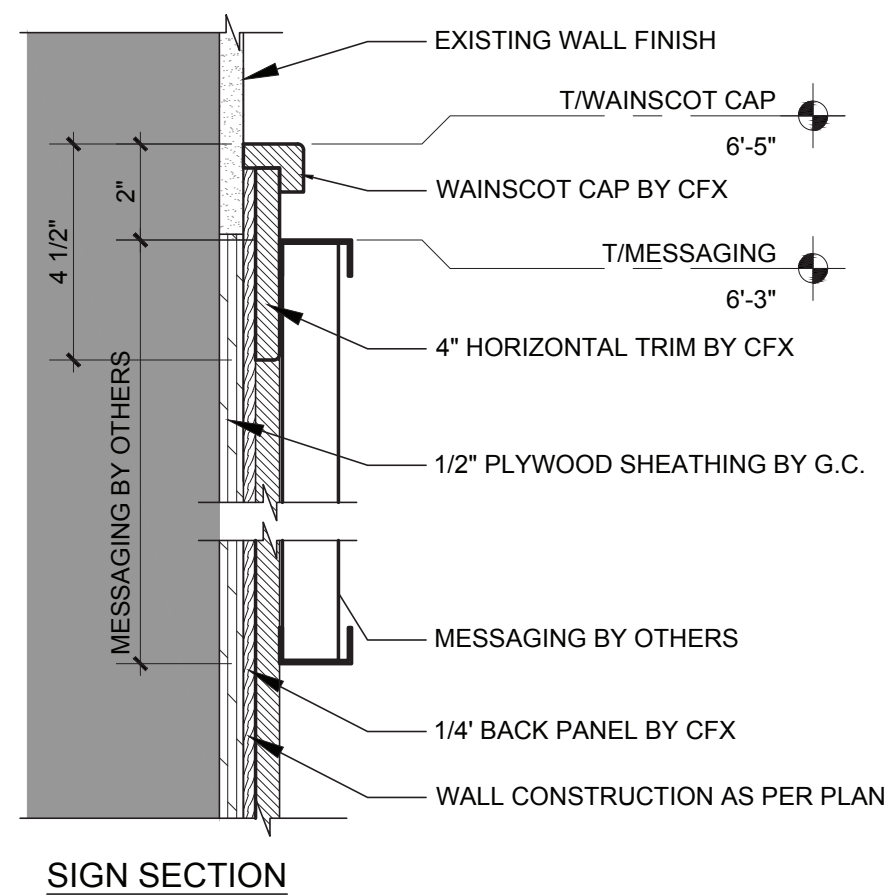 EXISTING WALL FINISH
T/WAINSCOT CAP
6'-5"
WAINSCOT CAP BY CFX
2"
4 1/2"
T/MESSAGING
6'-3"
4" HORIZONTAL TRIM BY CFX
MESSAGING BY OTHERS
1/2" PLYWOOD SHEATHING BY G.C.
MESSAGING BY OTHERS
1/4' BACK PANEL BY CFX
WALL CONSTRUCTION AS PER PLAN
SIGN SECTION